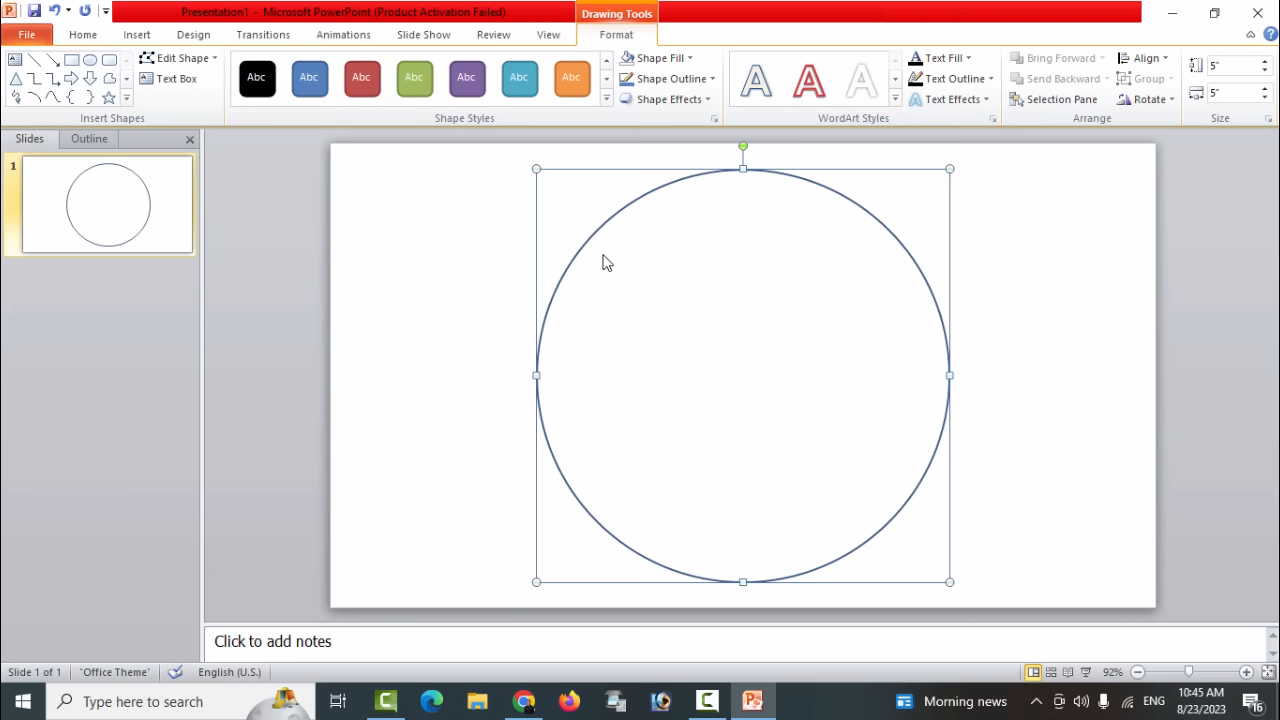 Presentation1 - Microsoft PowerPoint (Product Activation Failed)
Drawing Tools
File Home Insert Design Transitions Animations Slide Show Review View Format
Edit Shape
Text Box
Insert Shapes
Abc Abc Abc Abc Abc Abc Abc
Shape Fill
Shape Outline
Shape Effects
Shape Styles
A A A
Text Fill
Text Outline
Text Effects
WordArt Styles
Bring Forward
Send Backward
Selection Pane
Align
Group
Rotate
Arrange
5"
5"
Size
Slides Outline
1
Click to add notes
Slide 1 of 1 "Office Theme" English (U.S.) 92%
Type here to search
Morning news
ENG
10:45 AM
8/23/2023
16